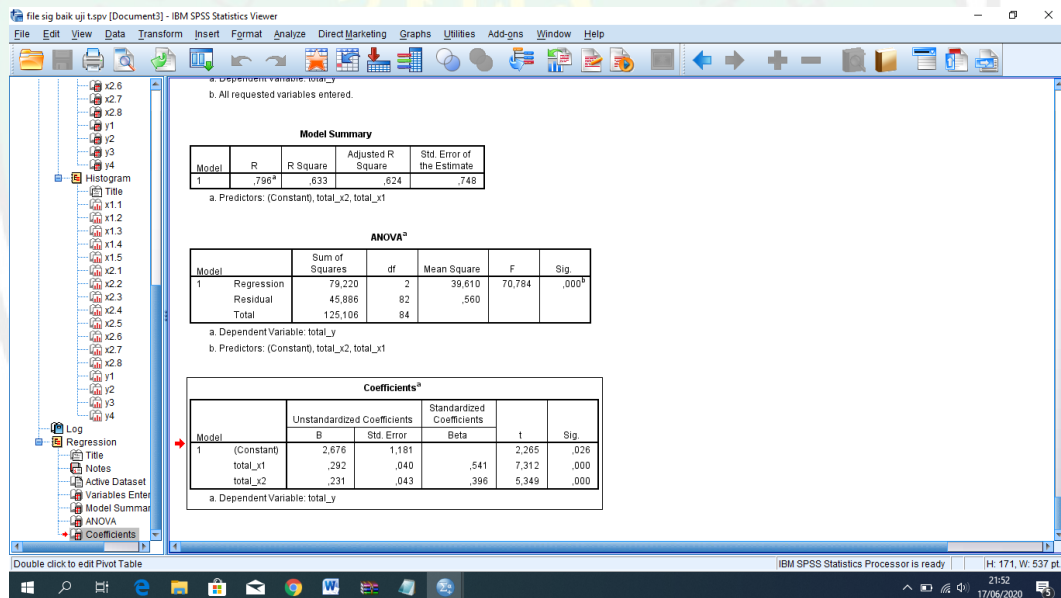 file sig baik uji t.spv [Document3] - IBM SPSS Statistics Viewer
File Edit View Data Transform Insert Format Analyze Direct Marketing Graphs Utilities Add-ons Window Help
x2.6
x2.7
x2.8
y1
y2
y3
y4
Histogram
Title
x1.1
x1.2
x1.3
x1.4
x1.5
x2.1
x2.2
x2.3
x2.4
x2.5
x2.6
x2.7
x2.8
y1
y2
y3
y4
Log
Regression
Title
Notes
Active Dataset
Variables Enter
Model Summar
ANOVA
Coefficients
a. Dependent Variable: total_y
b. All requested variables entered.
Model Summary
Model R R Square Adjusted R Square Std. Error of the Estimate
1 ,796a ,633 ,624 ,748
a. Predictors: (Constant), total_x2, total_x1
ANOVAa
Model Sum of Squares df Mean Square F Sig.
1 Regression 79,220 2 39,610 70,784 ,000b
Residual 45,886 82 ,560
Total 125,106 84
a. Dependent Variable: total_y
b. Predictors: (Constant), total_x2, total_x1
Coefficientsa
Unstandardized Coefficients Standardized Coefficients
Model B Std. Error Beta t Sig.
1 (Constant) 2,676 1,181 2,265 ,026
total_x1 ,292 ,040 ,541 7,312 ,000
total_x2 ,231 ,043 ,396 5,349 ,000
a. Dependent Variable: total_y
Double click to edit Pivot Table
IBM SPSS Statistics Processor is ready
H: 171, W: 537 pt.
21:52
17/06/2020